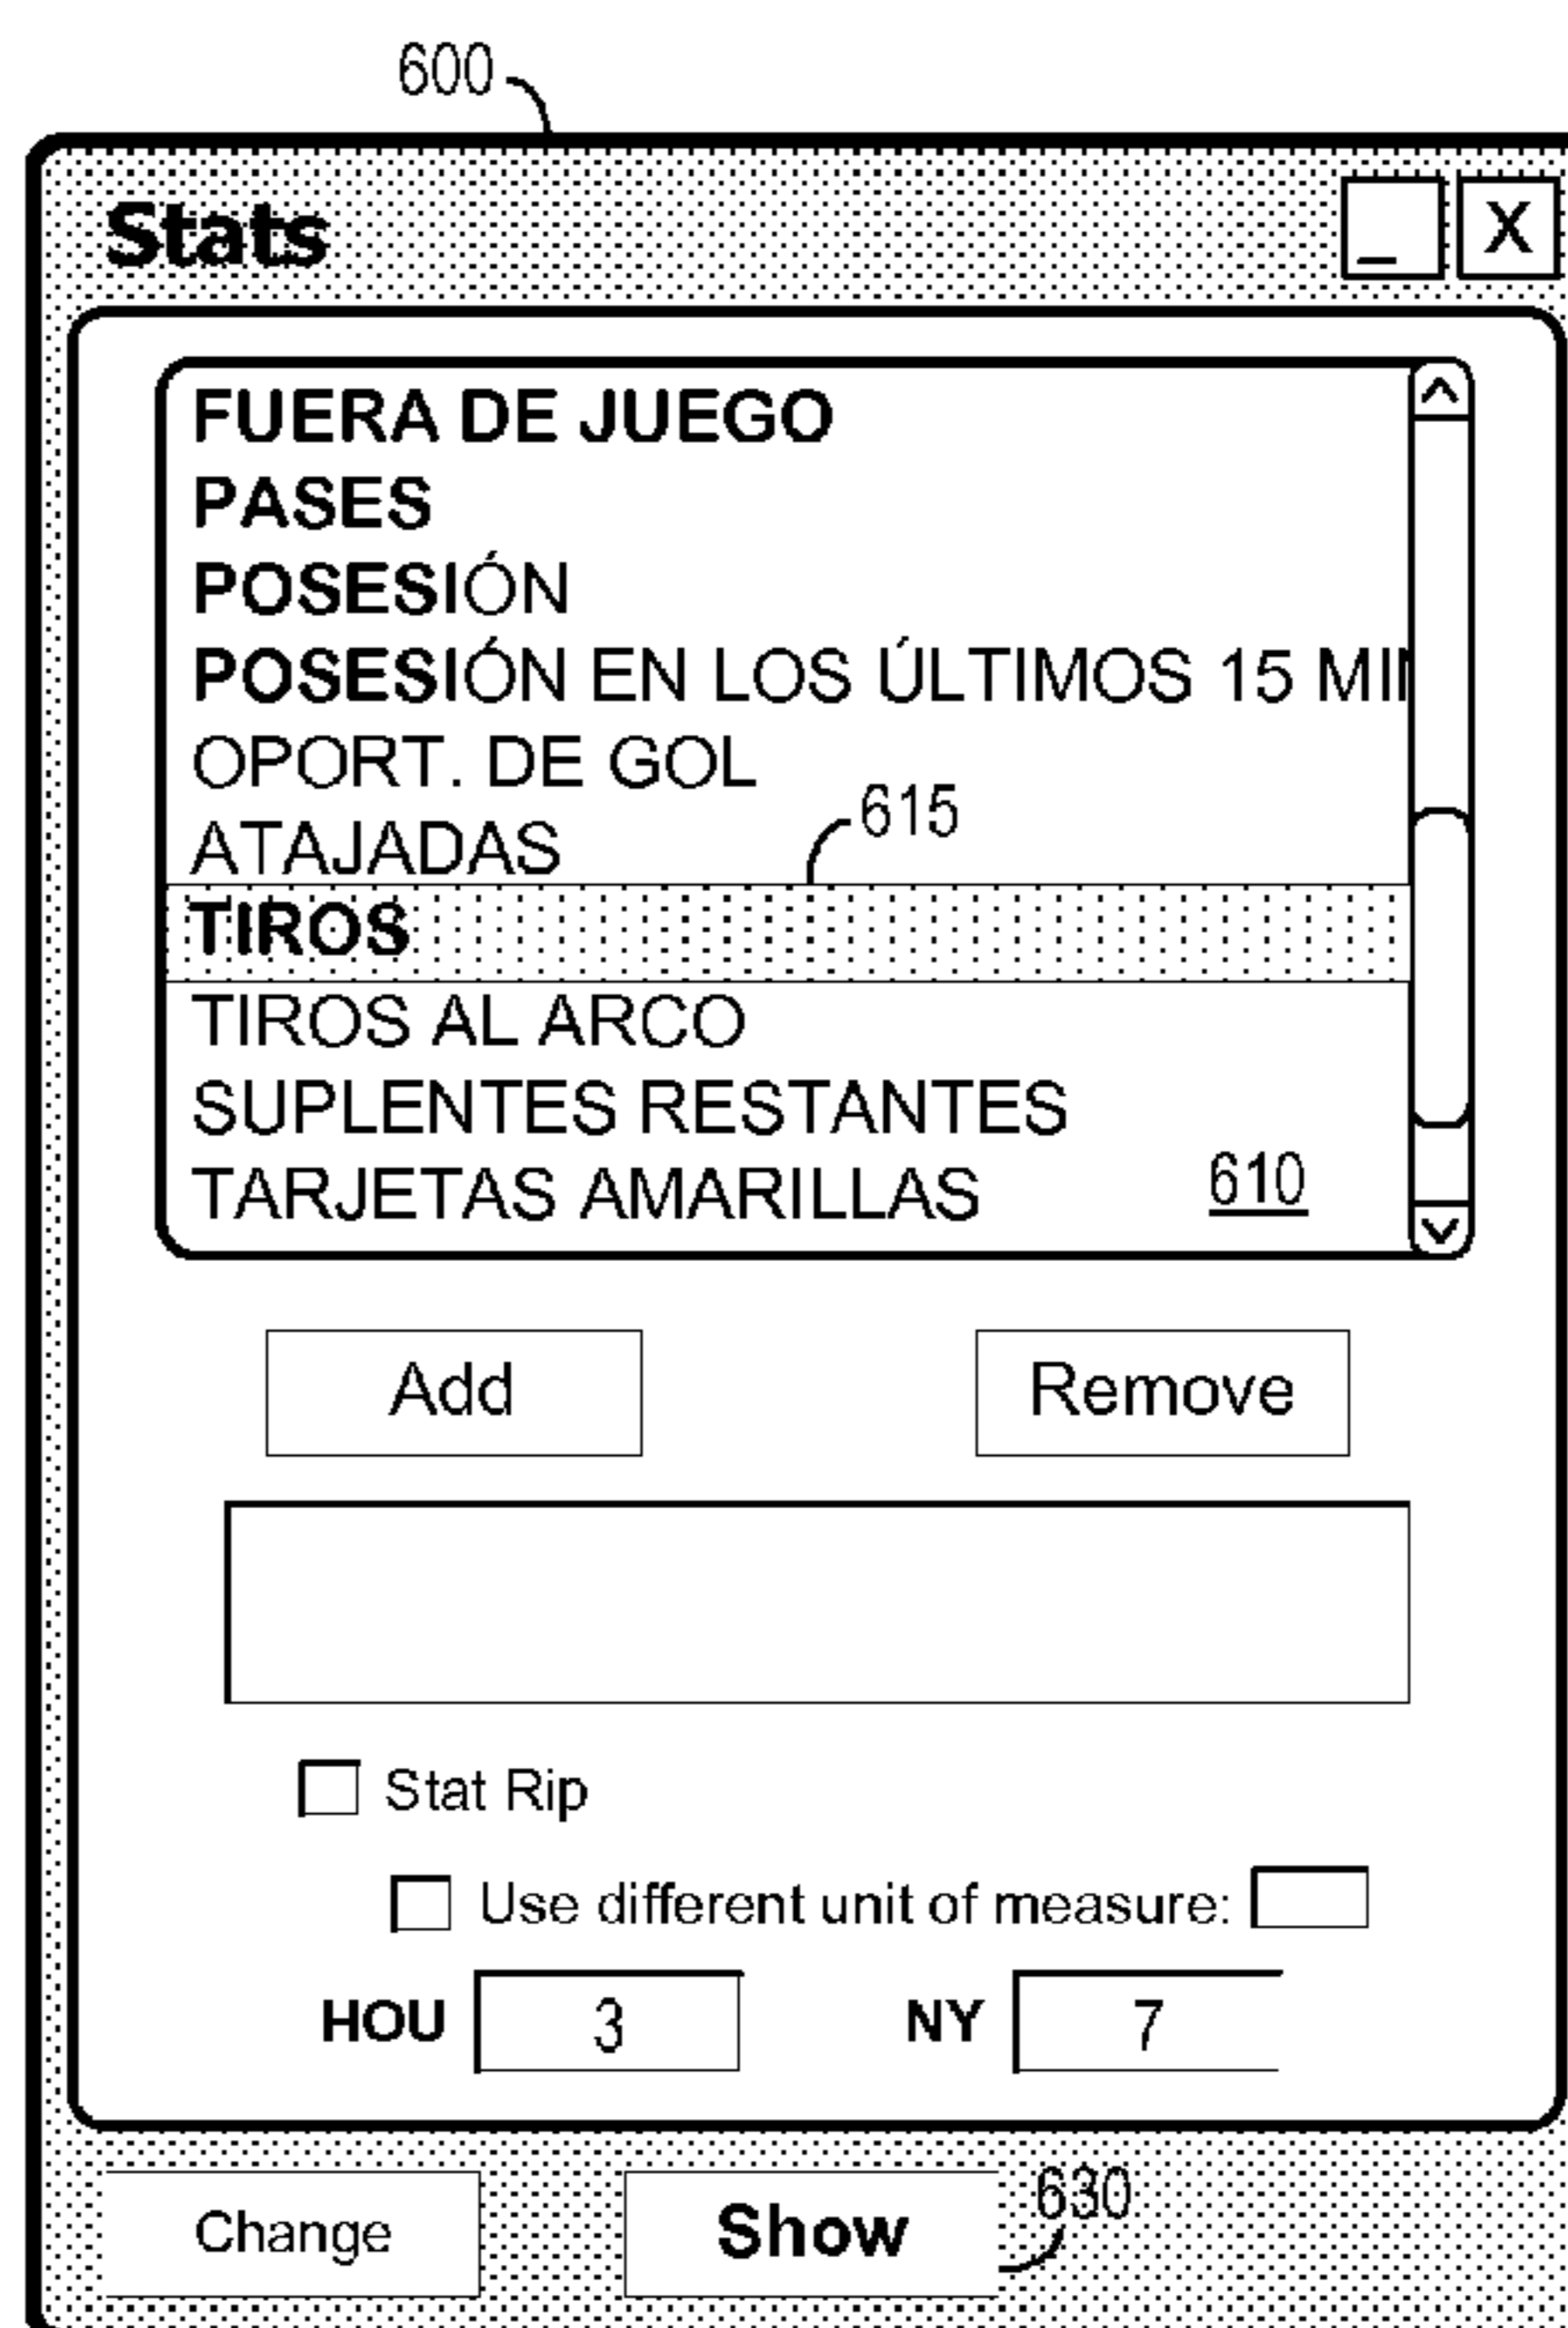 600
Stats
_ X
FUERA DE JUEGO
PASES
POSESIÓN
POSESIÓN EN LOS ÚLTIMOS 15 MIN
OPORT. DE GOL
615
ATAJADAS
TIROS
TIROS AL ARCO
SUPLENTES RESTANTES
TARJETAS AMARILLAS 610
Add Remove
Stat Rip
Use different unit of measure:
HOU 3 NY 7
630
Change Show